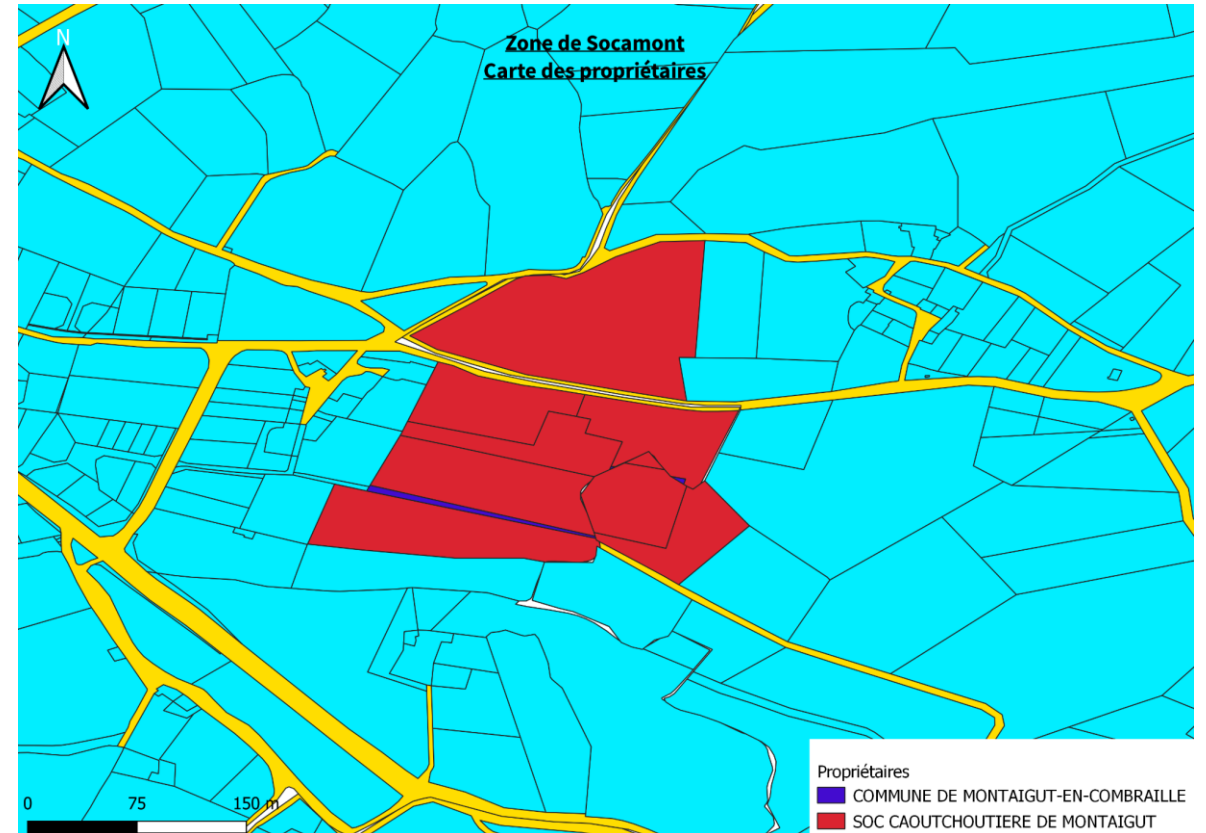 N
Zone de Socamont
Carte des propriétaires
0 75 150 m
Propriétaires
COMMUNE DE MONTAIGUT-EN-COMBRAILLE
SOC CAOUTCHOUTIERE DE MONTAIGUT